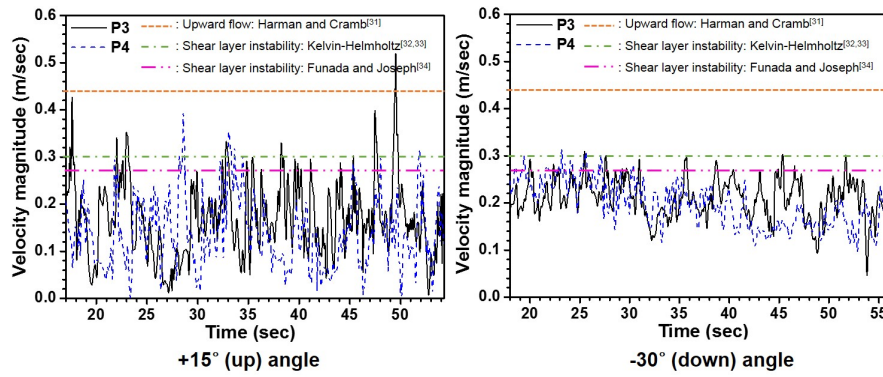 P3
P4
: Upward flow: Harman and Cramb[31]
: Shear layer instability: Kelvin-Helmholtz[32,33]
: Shear layer instability: Funada and Joseph[34]
Velocity magnitude (m/sec)
0.6
0.5
0.4
0.3
0.2
0.1
0.0
20 25 30 35 40 45 50
Time (sec)
+15° (up) angle
P3
P4
: Upward flow: Harman and Cramb[31]
: Shear layer instability: Kelvin-Helmholtz[32,33]
: Shear layer instability: Funada and Joseph[34]
Velocity magnitude (m/sec)
0.6
0.5
0.4
0.3
0.2
0.1
0.0
20 25 30 35 40 45 50 55
Time (sec)
-30° (down) angle